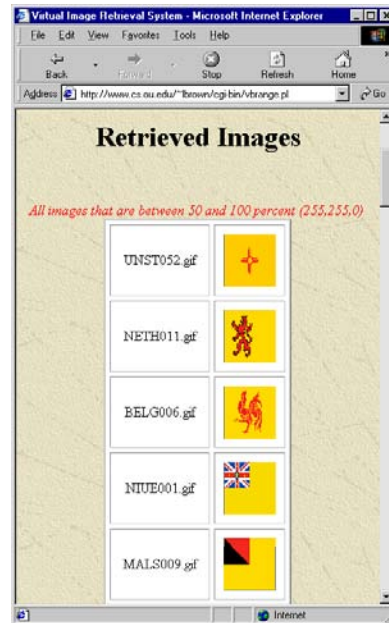 Virtual Image Retrieval System - Microsoft Internet Explorer
File Edit View Favorites Tools Help
Back Forward Stop Refresh Home
Address http://www.cs.ou.edu/~lbrown/cgi-bin/vbrange.pl Go
Retrieved Images
All images that are between 50 and 100 percent (255,255,0)
UNST052.gif
NETH011.gif
BELG006.gif
NIUE001.gif
MALS009.gif
Internet